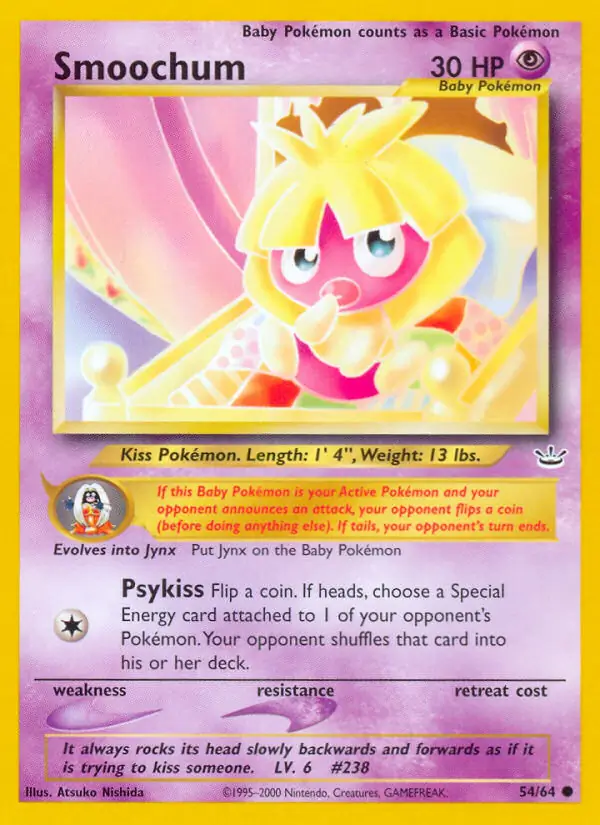 Baby Pokémon counts as a Basic Pokémon
Smoochum
30 HP
Baby Pokémon
Kiss Pokémon. Length: 1' 4", Weight: 13 lbs.
If this Baby Pokémon is your Active Pokémon and your
opponent announces an attack, your opponent flips a coin
(before doing anything else). If tails, your opponent's turn ends.
Evolves into Jynx Put Jynx on the Baby Pokémon
Psykiss Flip a coin. If heads, choose a Special
Energy card attached to 1 of your opponent's
Pokémon. Your opponent shuffles that card into
his or her deck.
weakness resistance retreat cost
It always rocks its head slowly backwards and forwards as if it
is trying to kiss someone. LV. 6 #238
Illus. Atsuko Nishida ©1995–2000 Nintendo, Creatures, GAMEFREAK. 54/64